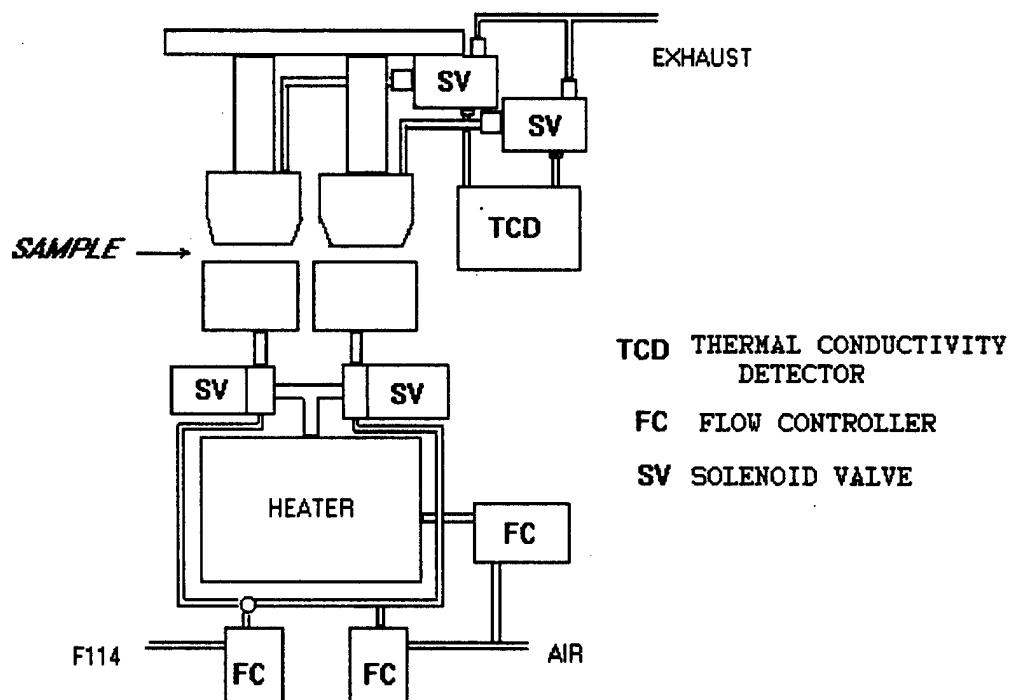 EXHAUST
SV
SV
TCD
SAMPLE
TCD THERMAL CONDUCTIVITY
DETECTOR
SV
SV
FC FLOW CONTROLLER
SV SOLENOID VALVE
HEATER
FC
F114
FC
FC
AIR